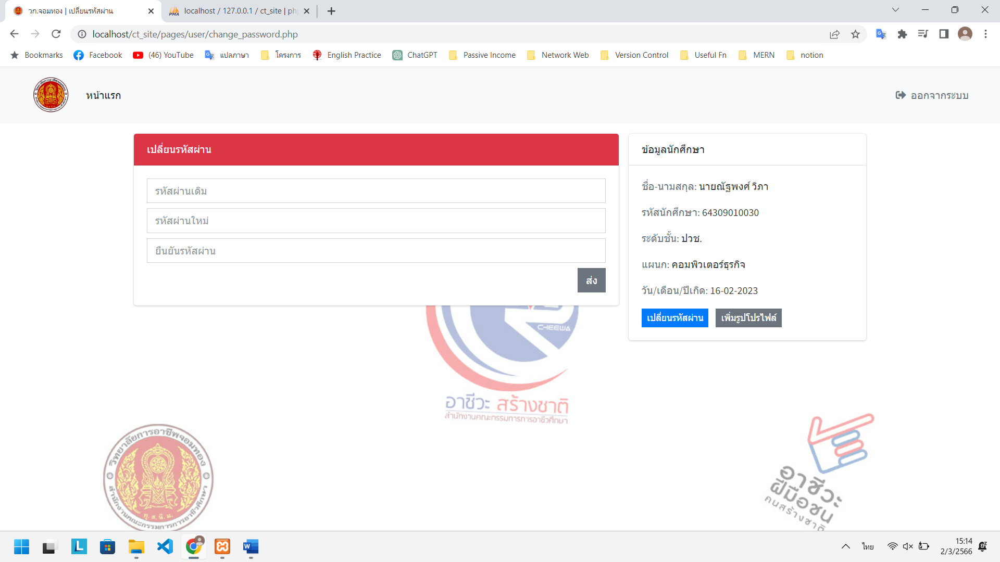 วก.จอมทอง | เปลี่ยนรหัสผ่าน
localhost / 127.0.0.1 / ct_site | ph
localhost/ct_site/pages/user/change_password.php
Bookmarks Facebook (46) YouTube แปลภาษา โครงการ English Practice ChatGPT Passive Income Network Web Version Control Useful Fn MERN notion
หน้าแรก
ออกจากระบบ
เปลี่ยนรหัสผ่าน
รหัสผ่านเดิม
รหัสผ่านใหม่
ยืนยันรหัสผ่าน
ส่ง
ข้อมูลนักศึกษา
ชื่อ-นามสกุล: นายณัฐพงศ์ วิภา
รหัสนักศึกษา: 64309010030
ระดับชั้น: ปวช.
แผนก: คอมพิวเตอร์ธุรกิจ
วัน/เดือน/ปีเกิด: 16-02-2023
เปลี่ยนรหัสผ่าน เพิ่มรูปโปรไฟล์
CHEEWA
อาชีวะ สร้างชาติ
สำนักงานคณะกรรมการการอาชีวศึกษา
วิทยาลัยการอาชีพจอมทอง
สำนักงานคณะกรรมการการอาชีวศึกษา
ทุ. ส. นิ. ม.
อาชีวะ
ฝีมือชน
คนสร้างชาติ
ไทย
15:14
2/3/2566